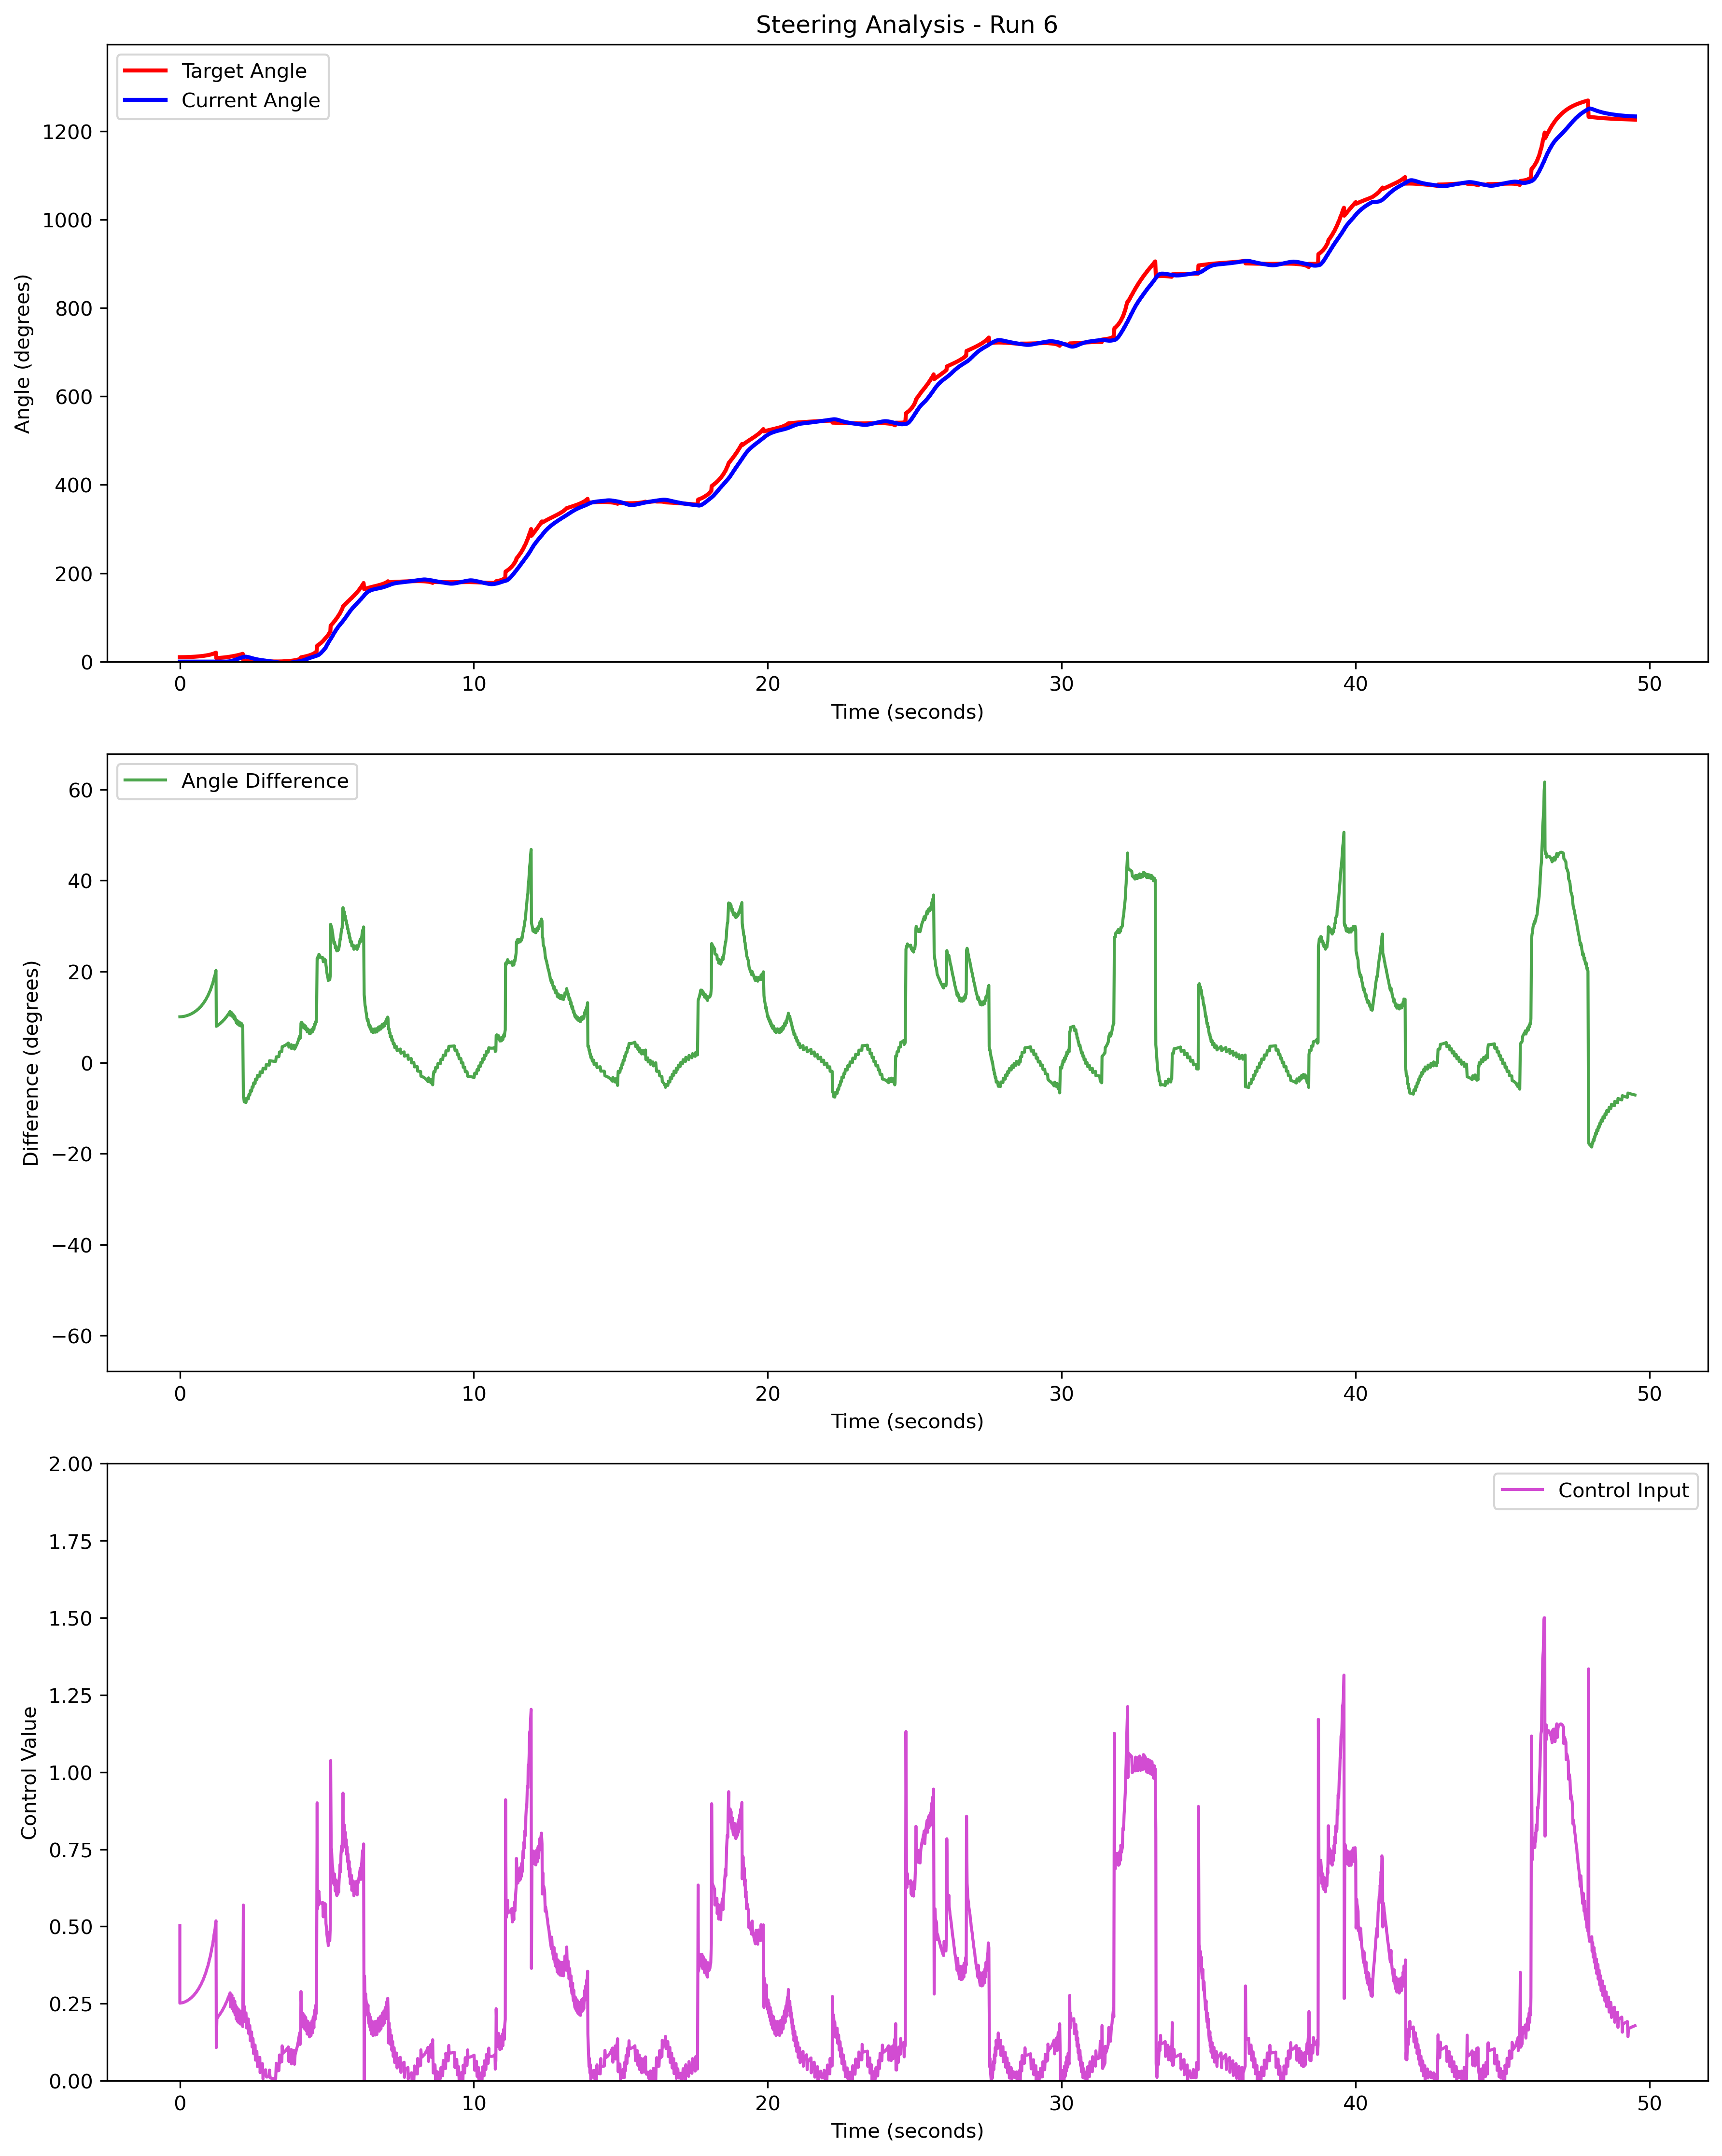 Steering Analysis - Run 6
Target Angle
Current Angle
Angle (degrees)
1200
1000
800
600
400
200
0
0 10 20 30 40 50
Time (seconds)
Angle Difference
Difference (degrees)
60
40
20
0
−20
−40
−60
0 10 20 30 40 50
Time (seconds)
Control Input
Control Value
2.00
1.75
1.50
1.25
1.00
0.75
0.50
0.25
0.00
0 10 20 30 40 50
Time (seconds)